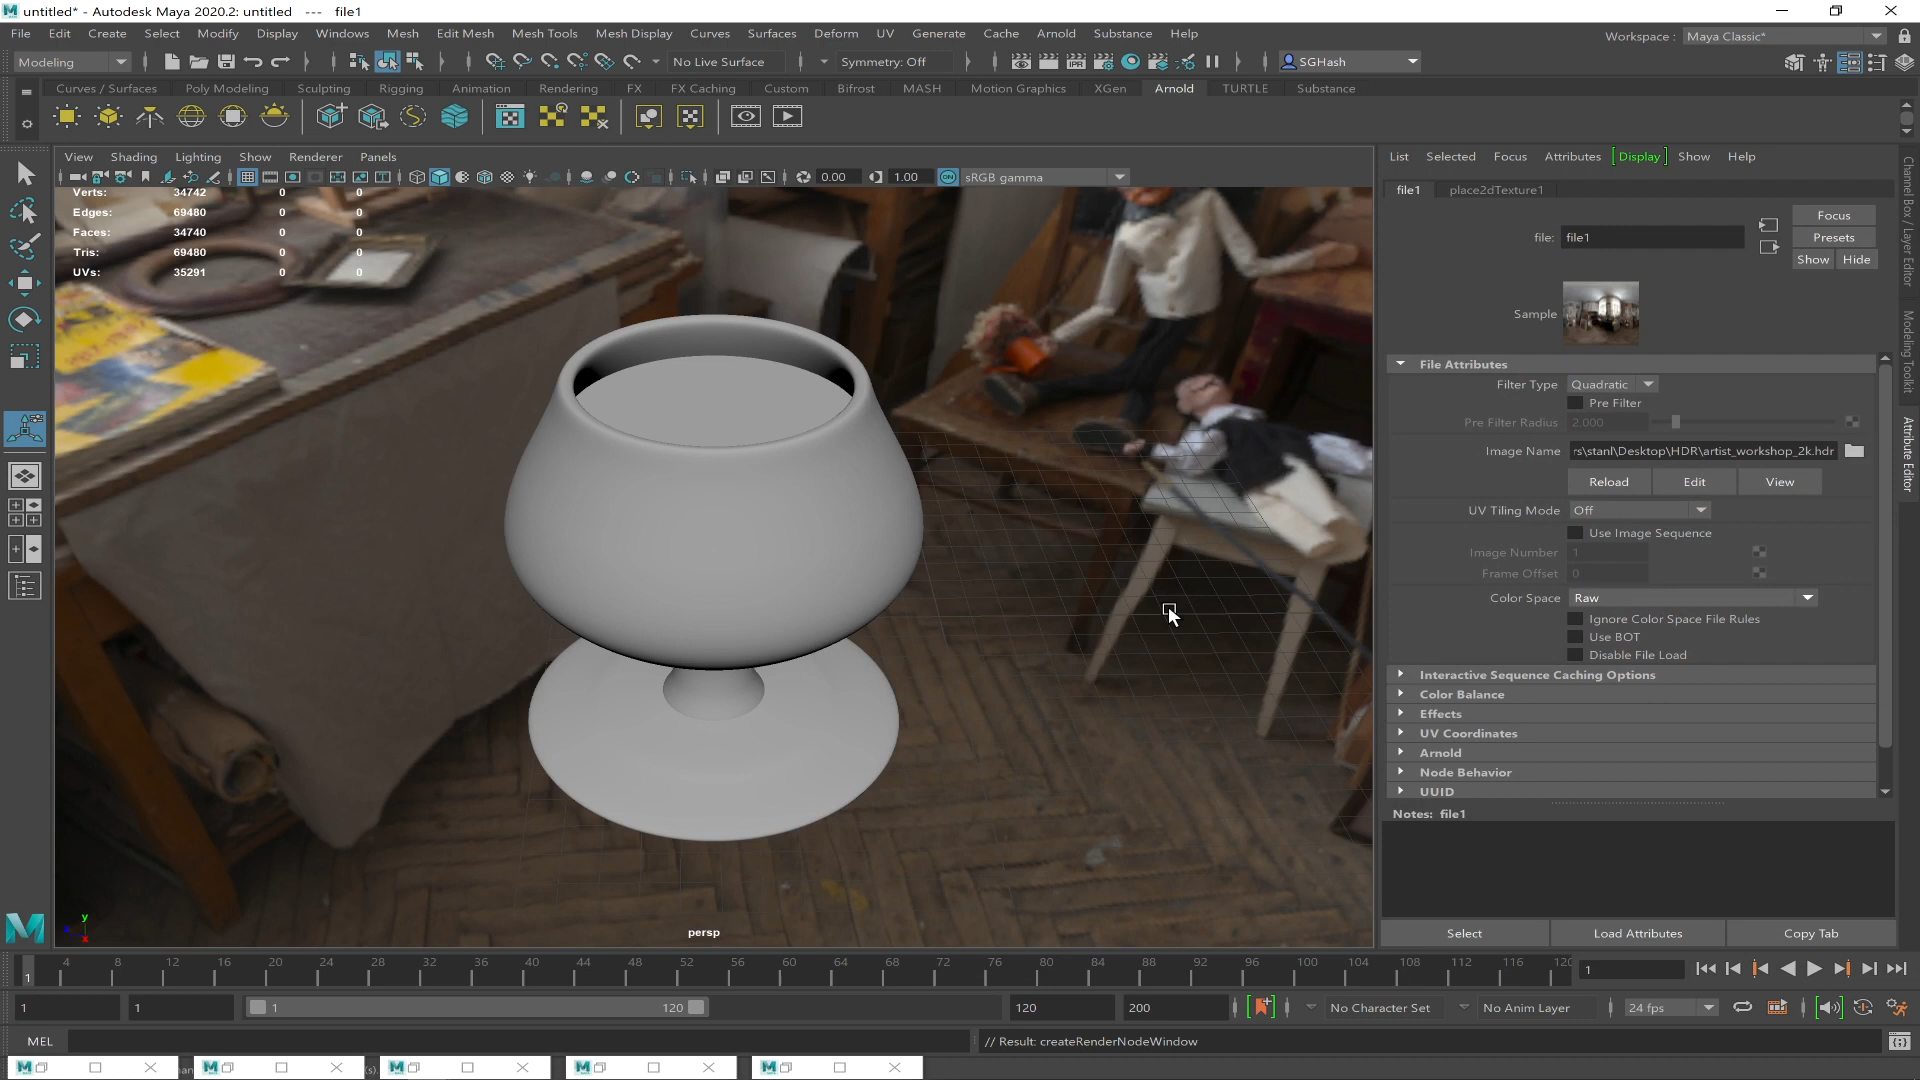 untitled* - Autodesk Maya 2020.2: untitled --- file1
File Edit Create Select Modify Display Windows Mesh Edit Mesh Mesh Tools Mesh Display Curves Surfaces Deform UV Generate Cache Arnold Substance Help
Workspace : Maya Classic*
Modeling No Live Surface Symmetry: Off SGHash
Curves / Surfaces Poly Modeling Sculpting Rigging Animation Rendering FX FX Caching Custom Bifrost MASH Motion Graphics XGen Arnold TURTLE Substance
View Shading Lighting Show Renderer Panels
0.00 1.00 ON sRGB gamma
Verts: 34742 0 0
Edges: 69480 0 0
Faces: 34740 0 0
Tris: 69480 0 0
UVs: 35291 0 0
y
x
persp
List Selected Focus Attributes Display Show Help
file1 place2dTexture1
file: file1
Focus
Presets
Show Hide
Sample
File Attributes
Filter Type Quadratic
Pre Filter
Pre Filter Radius 2.000
Image Name rs\stanl\Desktop\HDR\artist_workshop_2k.hdr
Reload Edit View
UV Tiling Mode Off
Use Image Sequence
Image Number 1
Frame Offset 0
Color Space Raw
Ignore Color Space File Rules
Use BOT
Disable File Load
Interactive Sequence Caching Options
Color Balance
Effects
UV Coordinates
Arnold
Node Behavior
UUID
Notes: file1
Select Load Attributes Copy Tab
Channel Box / Layer Editor
Modeling Toolkit
Attribute Editor
1 4 8 12 16 20 24 28 32 36 40 44 48 52 56 60 64 68 72 76 80 84 88 92 96 100 104 108 112 116 120 1
1 1 1 120 120 200 No Character Set No Anim Layer 24 fps
MEL // Result: createRenderNodeWindow